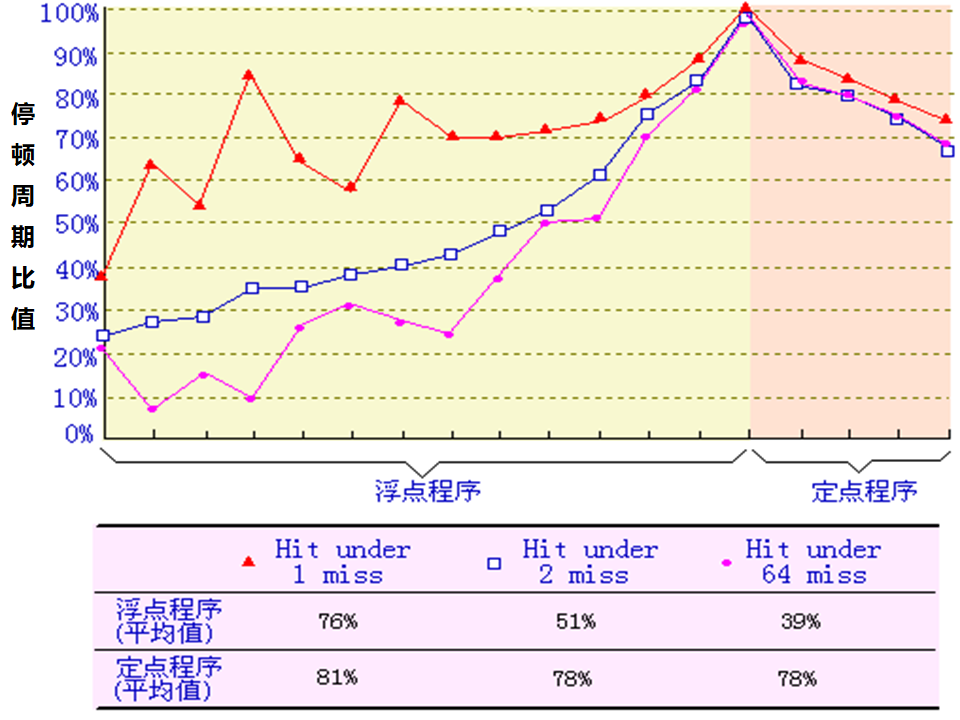 停顿周期比值
100%
90%
80%
70%
60%
50%
40%
30%
20%
10%
0%
浮点程序 定点程序
Hit under Hit under Hit under
1 miss 2 miss 64 miss
浮点程序
(平均值) 76% 51% 39%
定点程序
(平均值) 81% 78% 78%